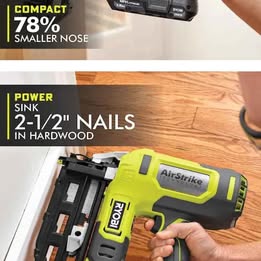 COMPACT
78%
SMALLER NOSE
POWER
SINK
2-1/2" NAILS
IN HARDWOOD
AirStrike
RYOBI